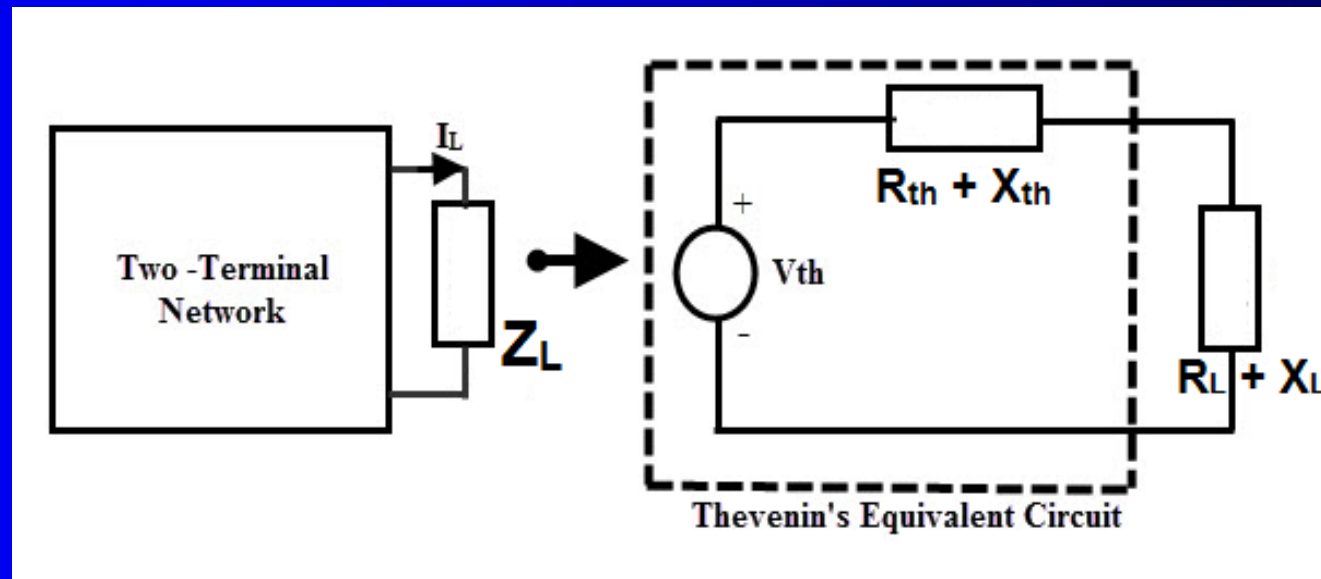 IL
Two -Terminal
Network
ZL
+
Vth
-
Rth + Xth
RL + XL
Thevenin's Equivalent Circuit